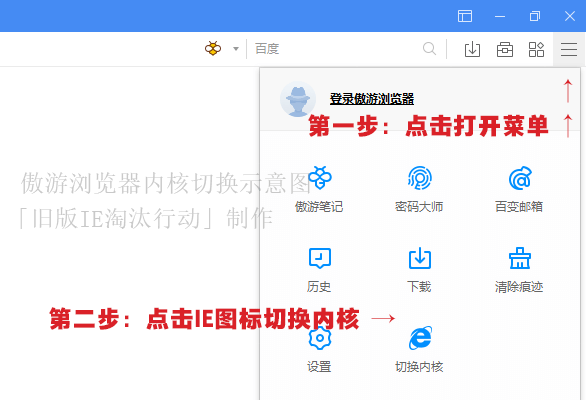 百度
登录傲游浏览器
第一步：点击打开菜单
傲游浏览器内核切换示意图
「旧版IE淘汰行动」制作
傲游笔记
密码大师
百变邮箱
历史
下载
清除痕迹
第二步：点击IE图标切换内核
设置
切换内核